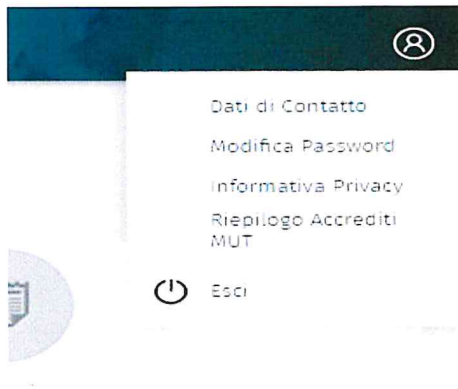 Dati di Contatto
Modifica Password
Informativa Privacy
Riepilogo Accrediti
MUT
Esci